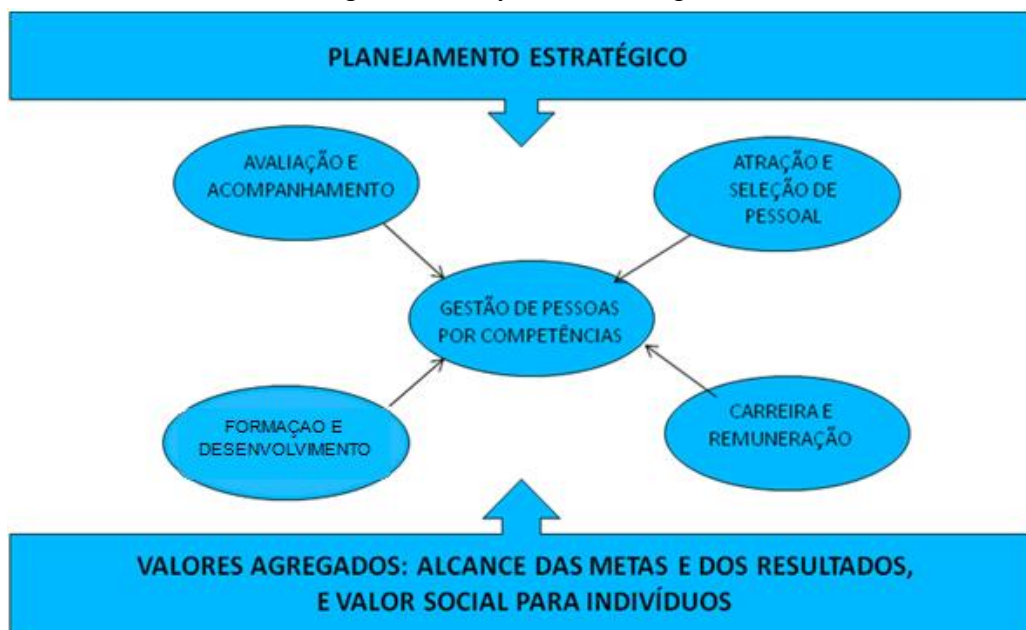 PLANEJAMENTO ESTRATÉGICO
AVALIAÇÃO E
ACOMPANHAMENTO
ATRAÇÃO E
SELEÇÃO DE
PESSOAL
GESTÃO DE PESSOAS
POR COMPETÊNCIAS
FORMAÇAO E
DESENVOLVIMENTO
CARREIRA E
REMUNERAÇÃO
VALORES AGREGADOS: ALCANCE DAS METAS E DOS RESULTADOS,
E VALOR SOCIAL PARA INDIVÍDUOS